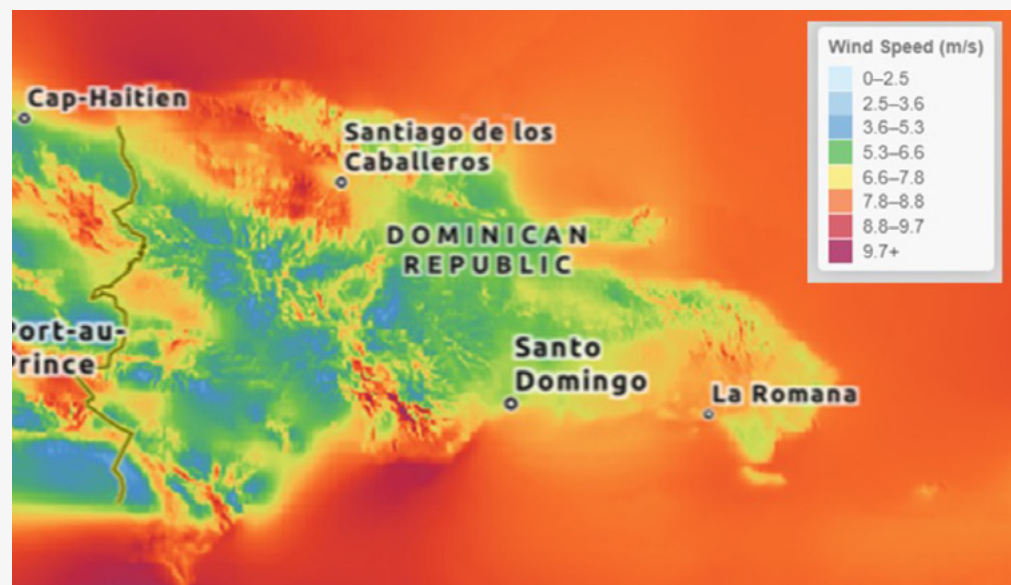 Wind Speed (m/s)
0–2.5
2.5–3.6
3.6–5.3
5.3–6.6
6.6–7.8
7.8–8.8
8.8–9.7
9.7+
Cap-Haitien
Santiago de los
Caballeros
DOMINICAN
REPUBLIC
Port-au-
Prince
Santo
Domingo
La Romana